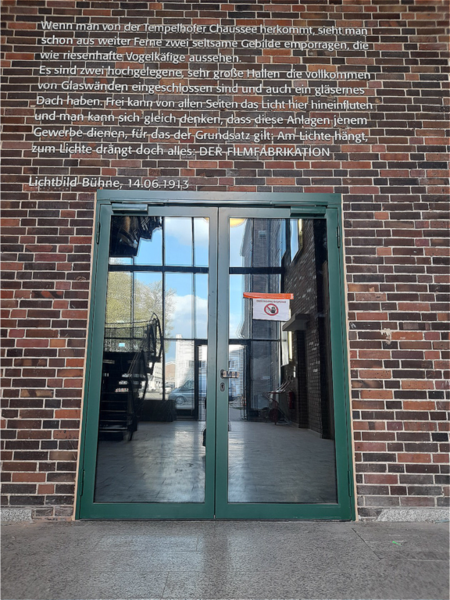 Wenn man von der Tempelhofer Chaussee herkommt, sieht man
schon aus weiter Ferne zwei seltsame Gebilde emporragen, die
wie riesenhafte Vogelkäfige aussehen.
Es sind zwei hochgelegene, sehr große Hallen die vollkommen
von Glaswänden eingeschlossen sind und auch ein gläsernes
Dach haben. Frei kann von allen Seiten das Licht hier hineinfluten
und man kann sich gleich denken, dass diese Anlagen jenem
Gewerbe dienen, für das der Grundsatz gilt: Am Lichte hängt,
zum Lichte drängt doch alles: DER FILMFABRIKATION
Lichtbild-Bühne, 14.06.1913